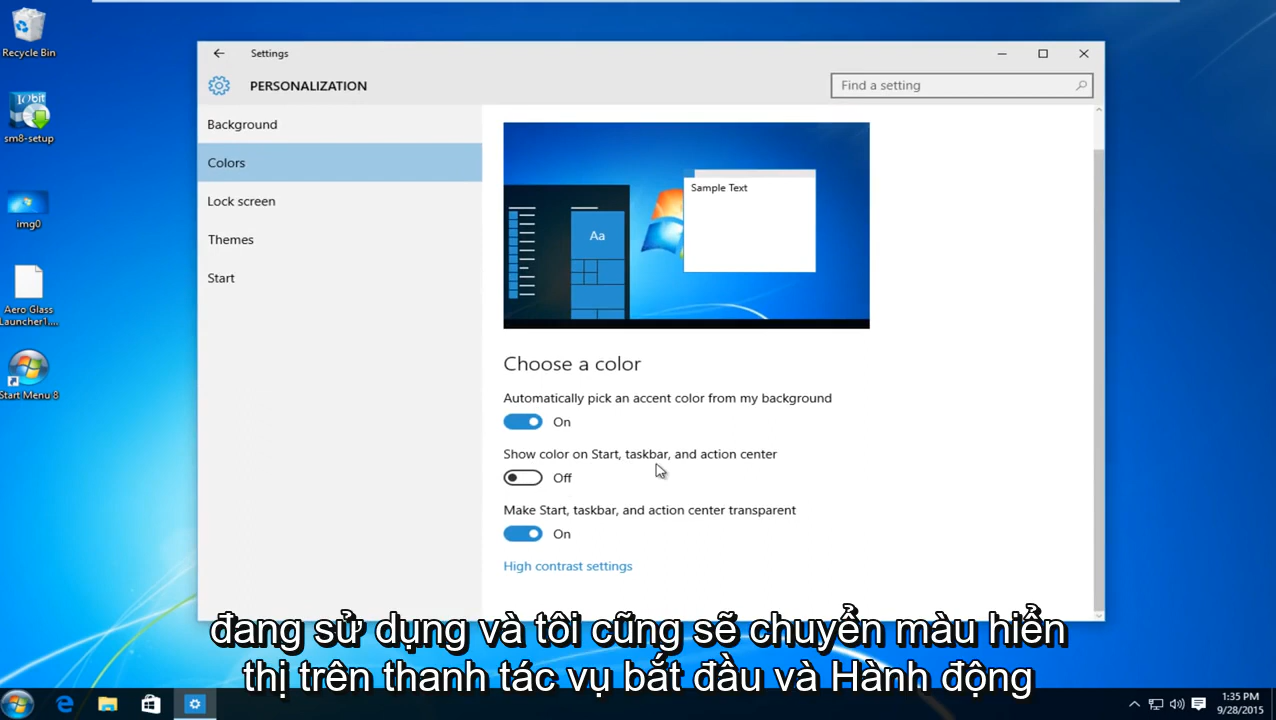 Recycle Bin
IObit
sm8-setup
img0
Aero Glass
Launcher1....
Start Menu 8
Settings
PERSONALIZATION
Find a setting
Background
Colors
Lock screen
Themes
Start
Sample Text
Aa
Choose a color
Automatically pick an accent color from my background
On
Show color on Start, taskbar, and action center
Off
Make Start, taskbar, and action center transparent
On
High contrast settings
đang sử dụng và tôi cũng sẽ chuyển màu hiển
thị trên thanh tác vụ bắt đầu và Hành động
1:35 PM
9/28/2015